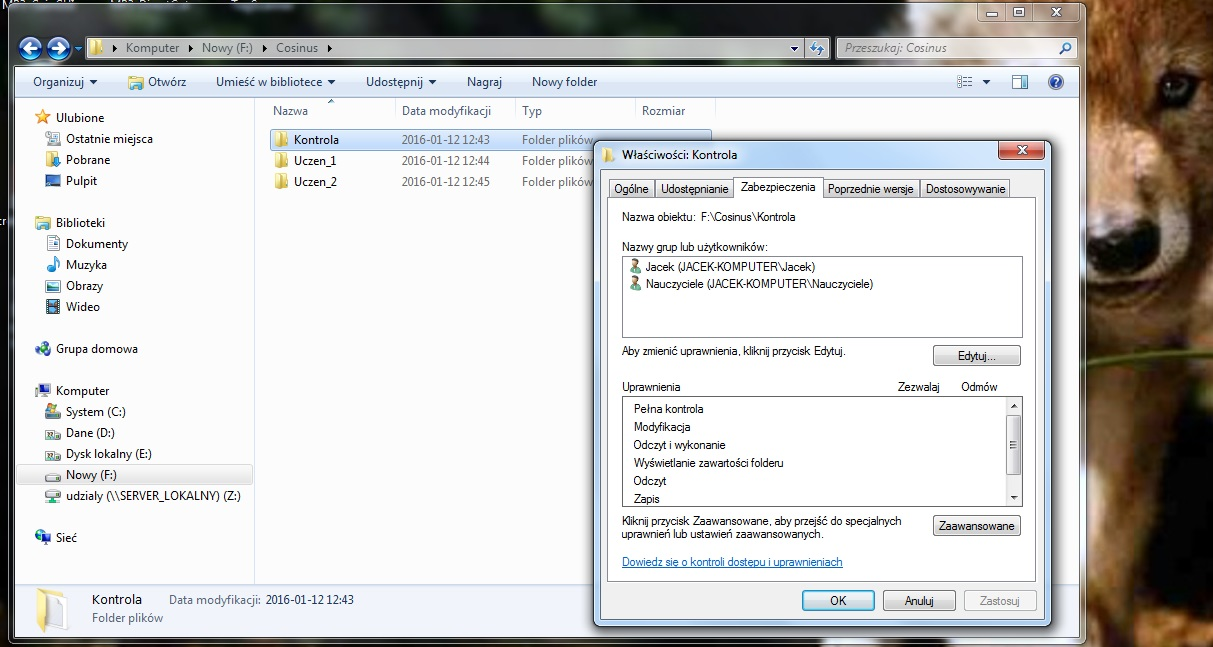 Komputer Nowy (F:) Cosinus
Przeszukaj: Cosinus
Organizuj Otwórz Umieść w bibliotece Udostępnij Nagraj Nowy folder
Ulubione
Ostatnie miejsca
Pobrane
Pulpit
Biblioteki
Dokumenty
Muzyka
Obrazy
Wideo
Grupa domowa
Komputer
System (C:)
Dane (D:)
Dysk lokalny (E:)
Nowy (F:)
udzialy (\\SERVER_LOKALNY) (Z:)
Sieć
Nazwa Data modyfikacji Typ Rozmiar
Kontrola 2016-01-12 12:43 Folder plików
Uczen_1 2016-01-12 12:44 Folder plików
Uczen_2 2016-01-12 12:45 Folder plików
Właściwości: Kontrola
Ogólne Udostępnianie Zabezpieczenia Poprzednie wersje Dostosowywanie
Nazwa obiektu: F:\Cosinus\Kontrola
Nazwy grup lub użytkowników:
Jacek (JACEK-KOMPUTER\Jacek)
Nauczyciele (JACEK-KOMPUTER\Nauczyciele)
Aby zmienić uprawnienia, kliknij przycisk Edytuj.
Edytuj...
Uprawnienia Zezwalaj Odmów
Pełna kontrola
Modyfikacja
Odczyt i wykonanie
Wyświetlanie zawartości folderu
Odczyt
Zapis
Kliknij przycisk Zaawansowane, aby przejść do specjalnych
uprawnień lub ustawień zaawansowanych.
Zaawansowane
Dowiedz się o kontroli dostępu i uprawnieniach
OK Anuluj Zastosuj
Kontrola Data modyfikacji: 2016-01-12 12:43
Folder plików